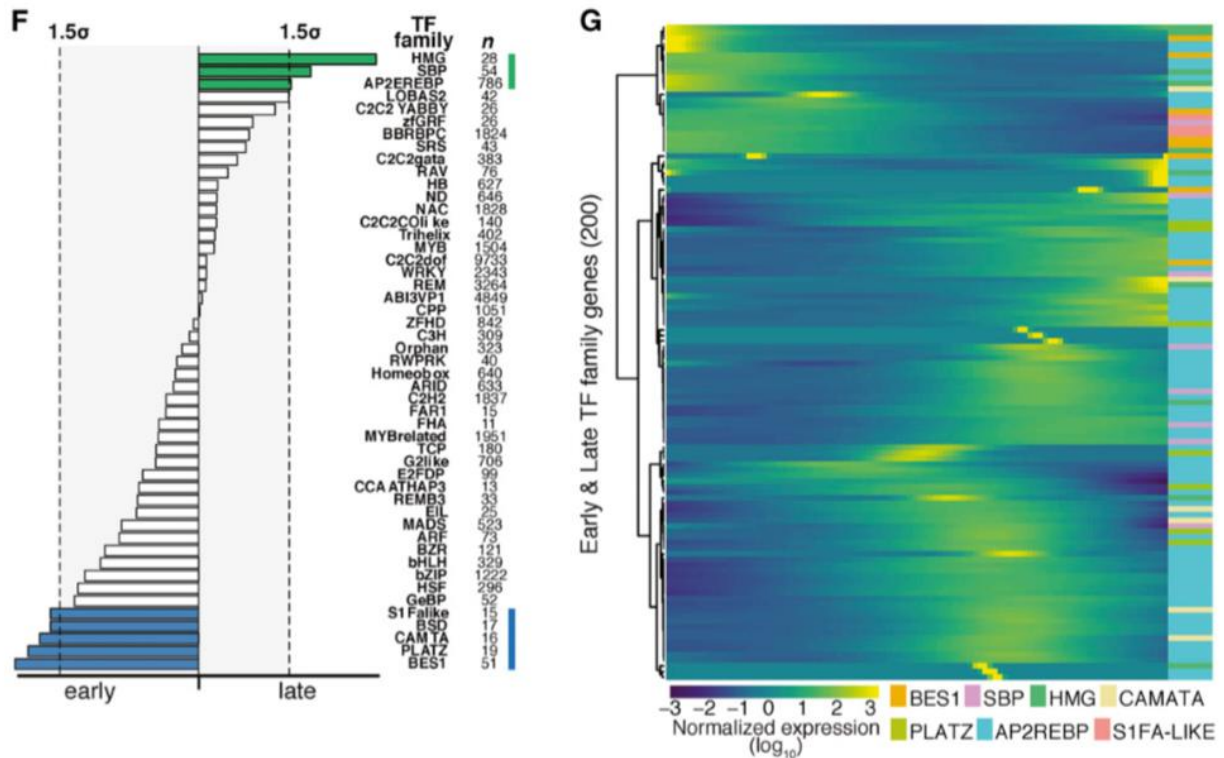 F
1.5σ 1.5σ TF family n
HMG 28
SBP 54
AP2EREBP 786
LOBAS2 42
C2C2 YABBY 26
zfGRF 26
BBRBPC 1824
SRS 43
C2C2gata 383
RAV 76
HB 627
ND 646
NAC 1828
C2C2COli ke 140
Trihelix 402
MYB 1504
C2C2dof 9733
WRKY 2343
REM 3264
ABI3VP1 4849
CPP 1051
ZFHD 842
C3H 309
Orphan 323
RWPRK 40
Homeobox 640
ARID 633
C2H2 1837
FAR1 15
FHA 11
MYBrelated 1951
TCP 180
G2like 706
E2FDP 99
CCA ATHAP3 13
REMB3 33
EIL 25
MADS 523
ARF 73
BZR 121
bHLH 329
bZIP 1222
HSF 296
GeBP 52
S1Falike 15
BSD 17
CAM TA 16
PLATZ 19
BES1 51
early late
G
Early & Late TF family genes (200)
−3 −2 −1 0 1 2 3
Normalized expression
(log10)
BES1 SBP HMG CAMATA
PLATZ AP2REBP S1FA-LIKE